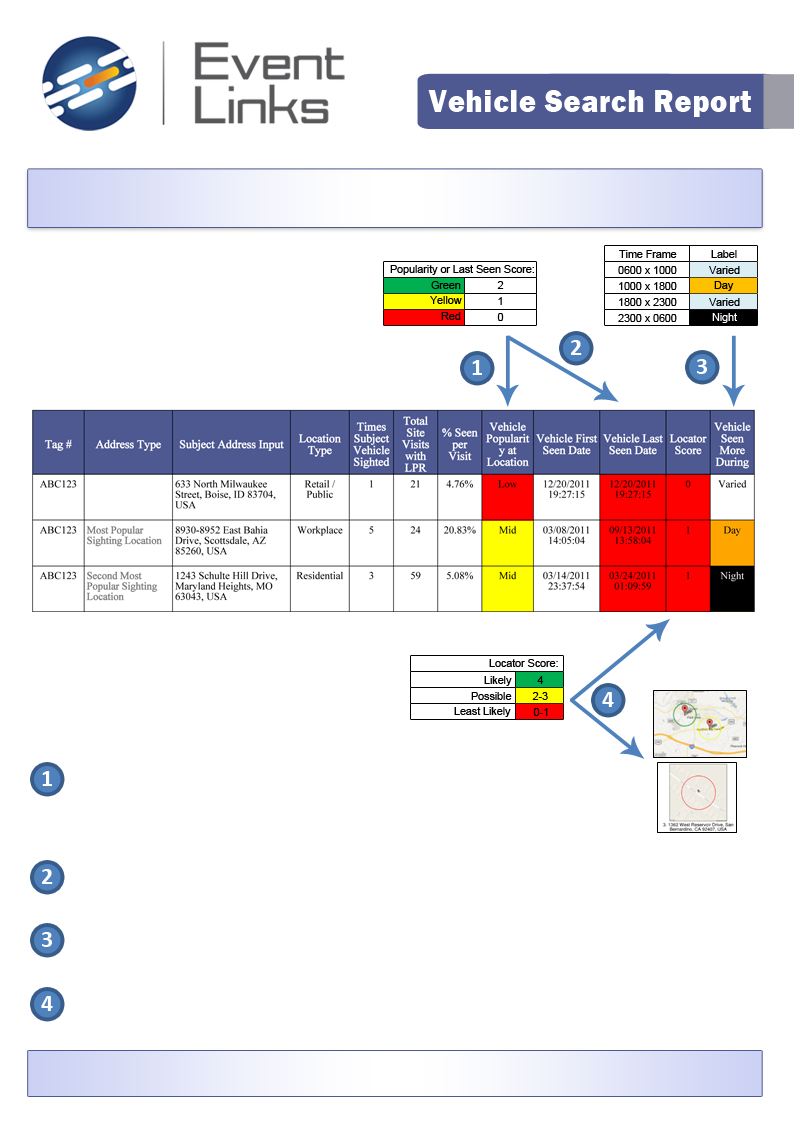 Event
Links
Vehicle Search Report
Popularity or Last Seen Score:
Green 2
Yellow 1
Red 0
Time Frame Label
0600 x 1000 Varied
1000 x 1800 Day
1800 x 2300 Varied
2300 x 0600 Night
1
2
3
Tag #
Address Type
Subject Address Input
Location
Type
Times
Subject
Vehicle
Sighted
Total
Site
Visits
with
LPR
% Seen
per
Visit
Vehicle
Popularit
y at
Location
Vehicle First
Seen Date
Vehicle Last
Seen Date
Locator
Score
Vehicle
Seen
More
During
ABC123
633 North Milwaukee
Street, Boise, ID 83704,
USA
Retail /
Public
1
21
4.76%
Low
12/20/2011
19:27:15
12/20/2011
19:27:15
0
Varied
ABC123
Most Popular
Sighting Location
8930-8952 East Bahia
Drive, Scottsdale, AZ
85260, USA
Workplace
5
24
20.83%
Mid
03/08/2011
14:05:04
09/13/2011
13:58:04
1
Day
ABC123
Second Most
Popular Sighting
Location
1243 Schulte Hill Drive,
Maryland Heights, MO
63043, USA
Residential
3
59
5.08%
Mid
03/14/2011
23:37:54
03/24/2011
01:09:59
1
Night
Locator Score:
Likely 4
Possible 2-3
Least Likely 0-1
4
3. 1362 West Reservoir Drive, San
Bernardino, CA 92407, USA
1
2
3
4